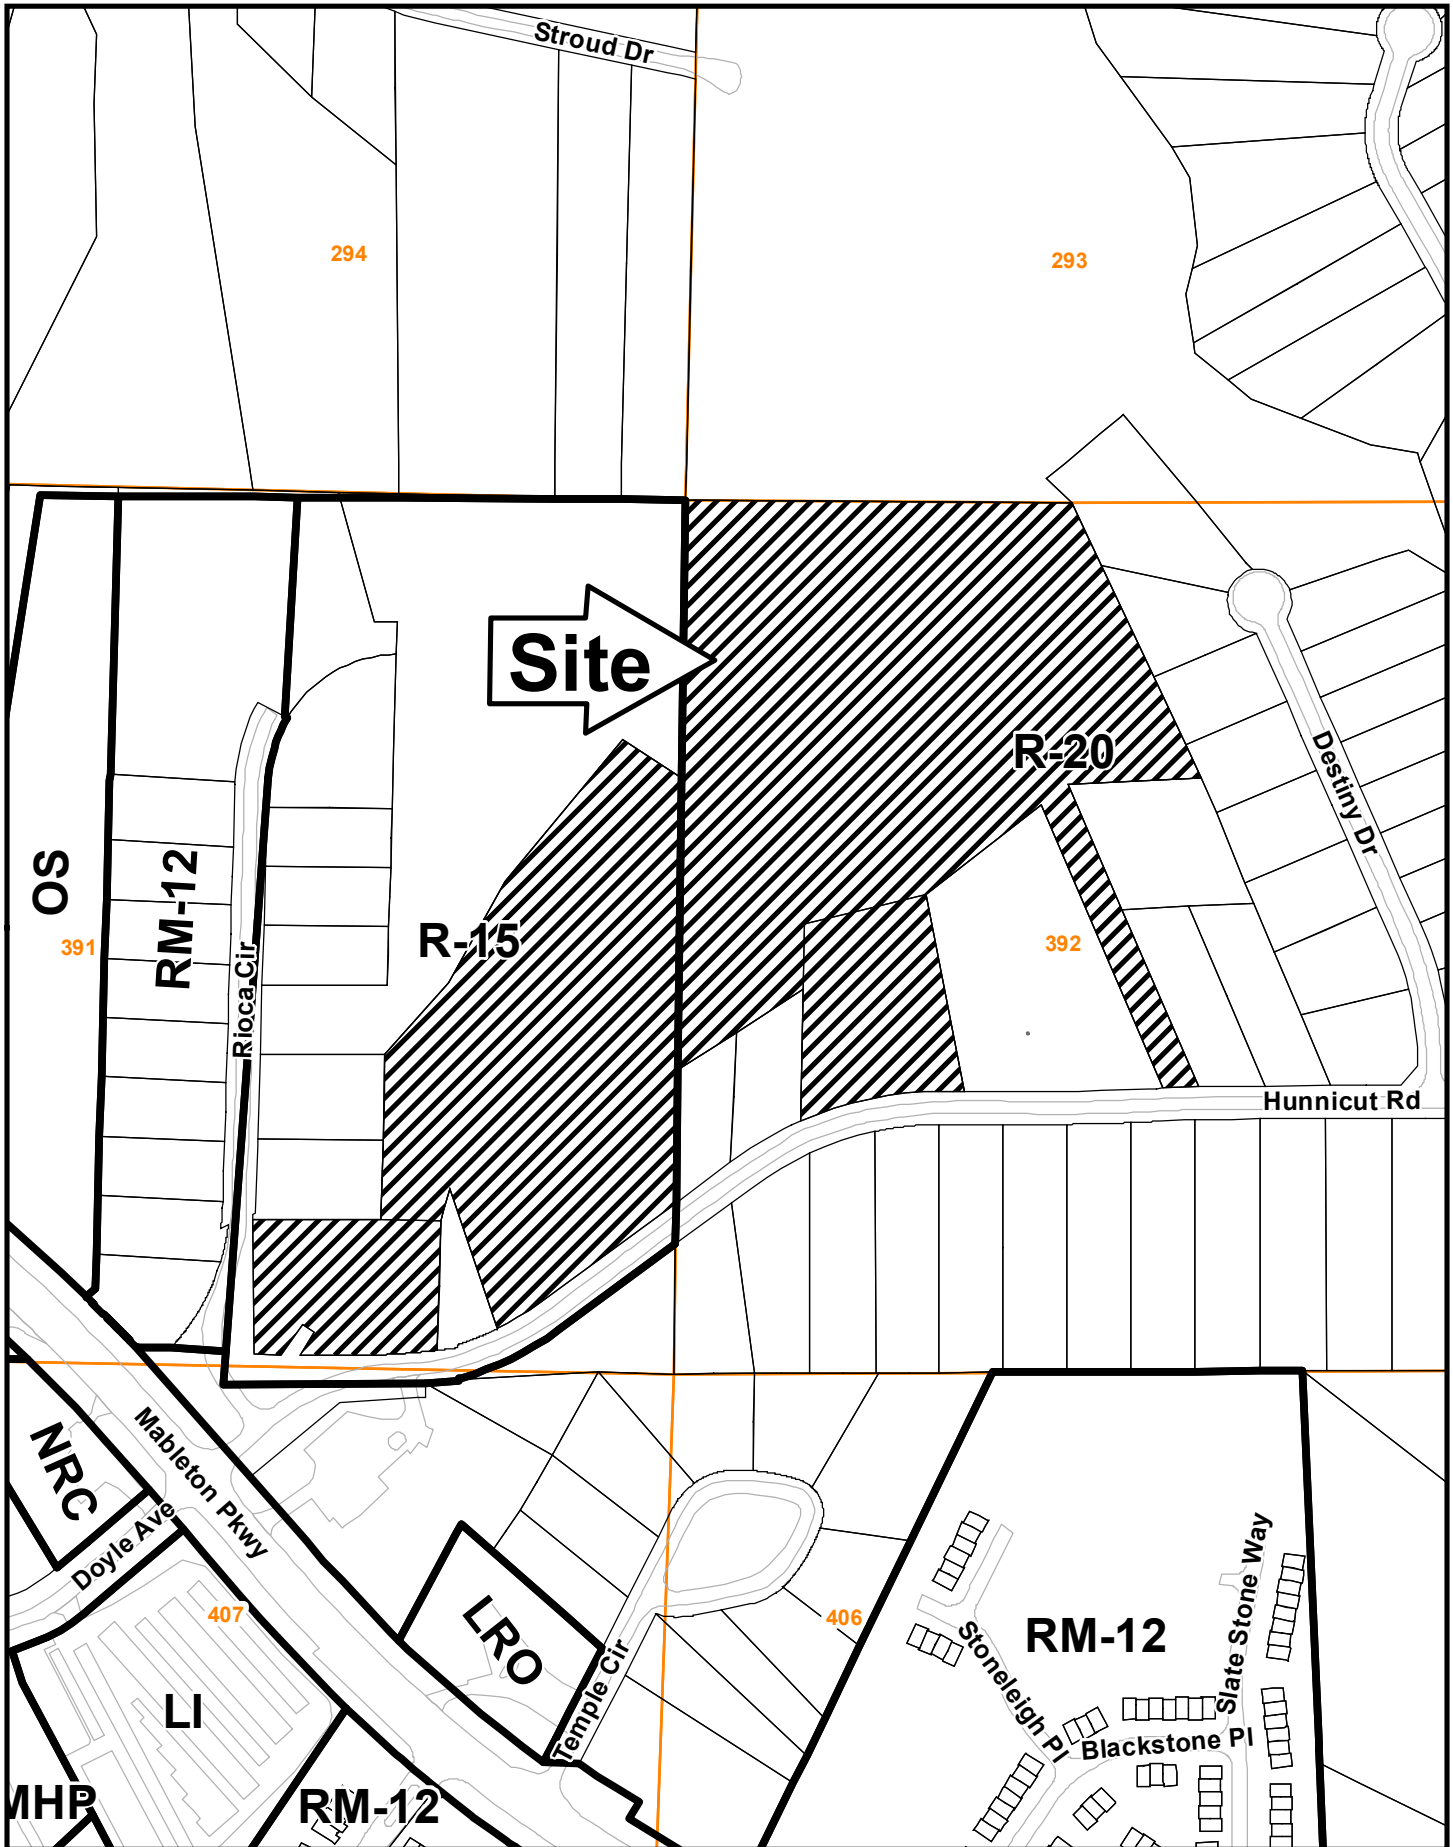 Stroud Dr
294
293
Site
R-20
Destiny Dr
OS
RM-12
391
R-15
392
Rioca Cir
Hunnicut Rd
NRC
Mableton Pkwy
Doyle Ave
407
LRO
Temple Cir
406
RM-12
Stoneleigh Pl
Slate Stone Way
Blackstone Pl
LI
MHP
RM-12